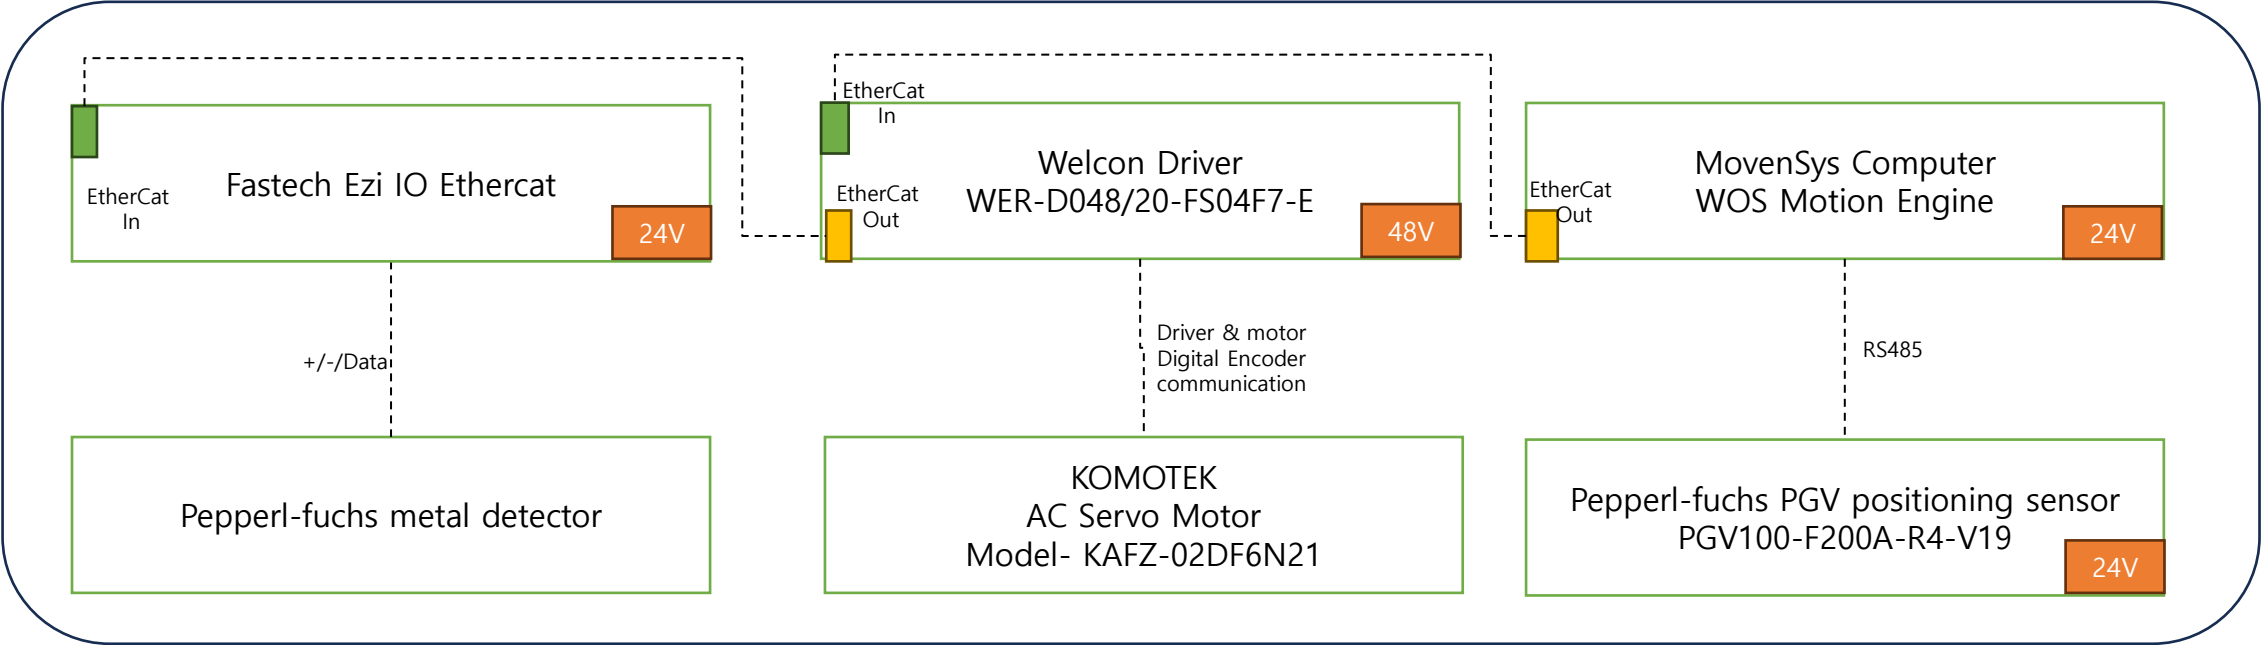 EtherCat
In
Fastech Ezi IO Ethercat
24V
EtherCat
In
EtherCat
Out
Welcon Driver
WER-D048/20-FS04F7-E
48V
EtherCat
Out
MovenSys Computer
WOS Motion Engine
24V
+/-/Data
Driver & motor
Digital Encoder
communication
RS485
Pepperl-fuchs metal detector
KOMOTEK
AC Servo Motor
Model- KAFZ-02DF6N21
Pepperl-fuchs PGV positioning sensor
PGV100-F200A-R4-V19
24V